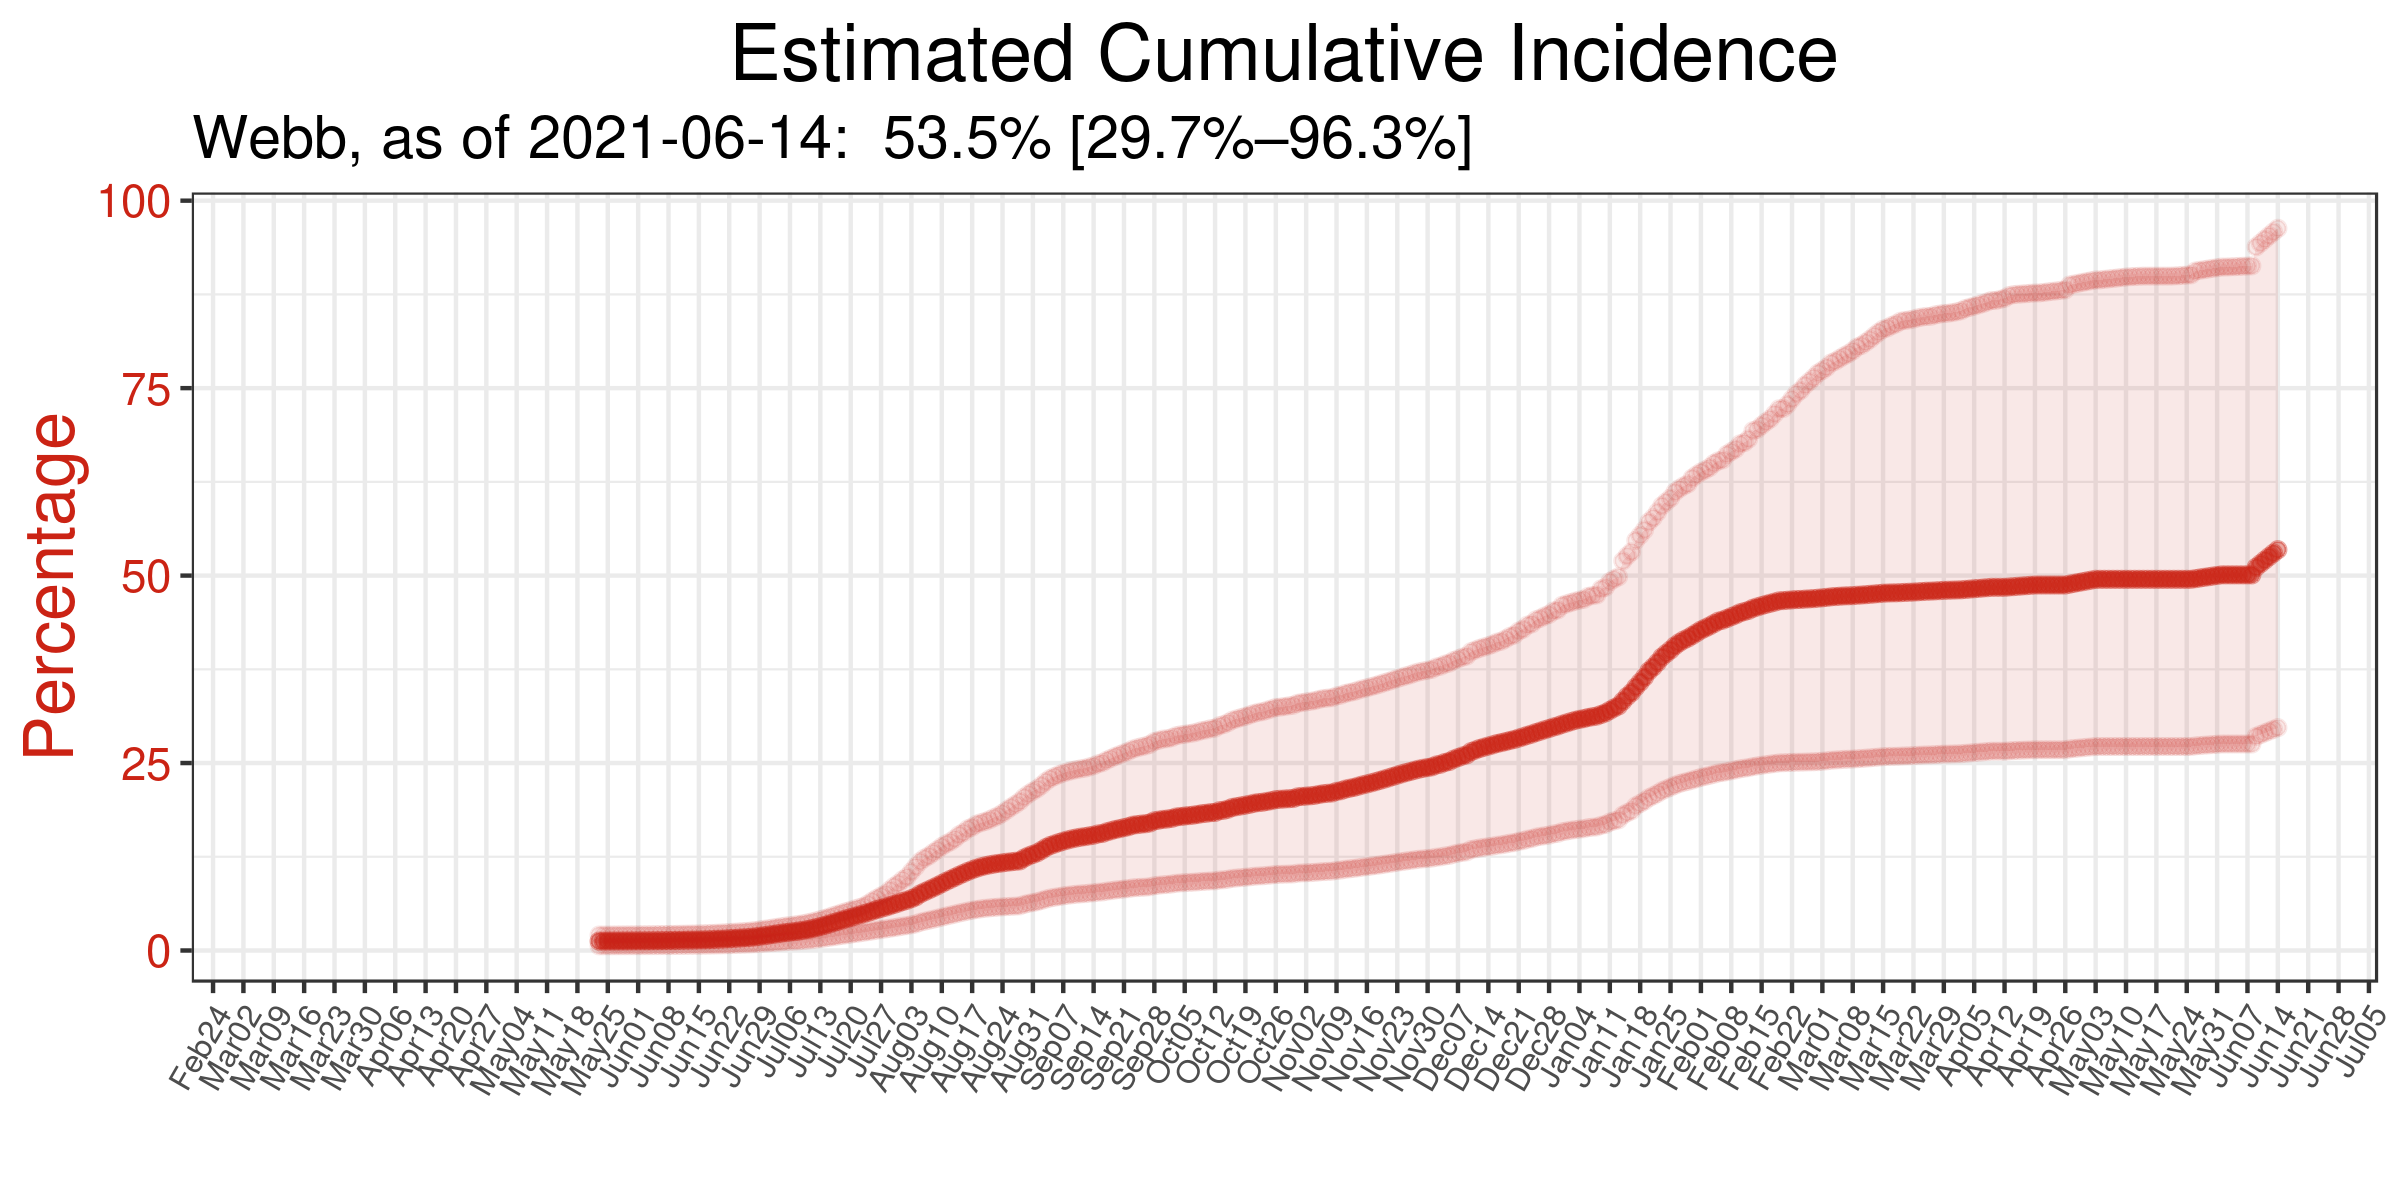 Estimated Cumulative Incidence
Webb, as of 2021-06-14:  53.5% [29.7%–96.3%]
Percentage
100
75
50
25
0
Feb24
Mar02
Mar09
Mar16
Mar23
Mar30
Apr06
Apr13
Apr20
Apr27
May04
May11
May18
May25
Jun01
Jun08
Jun15
Jun22
Jun29
Jul06
Jul13
Jul20
Jul27
Aug03
Aug10
Aug17
Aug24
Aug31
Sep07
Sep14
Sep21
Sep28
Oct05
Oct12
Oct19
Oct26
Nov02
Nov09
Nov16
Nov23
Nov30
Dec07
Dec14
Dec21
Dec28
Jan04
Jan11
Jan18
Jan25
Feb01
Feb08
Feb15
Feb22
Mar01
Mar08
Mar15
Mar22
Mar29
Apr05
Apr12
Apr19
Apr26
May03
May10
May17
May24
May31
Jun07
Jun14
Jun21
Jun28
Jul05